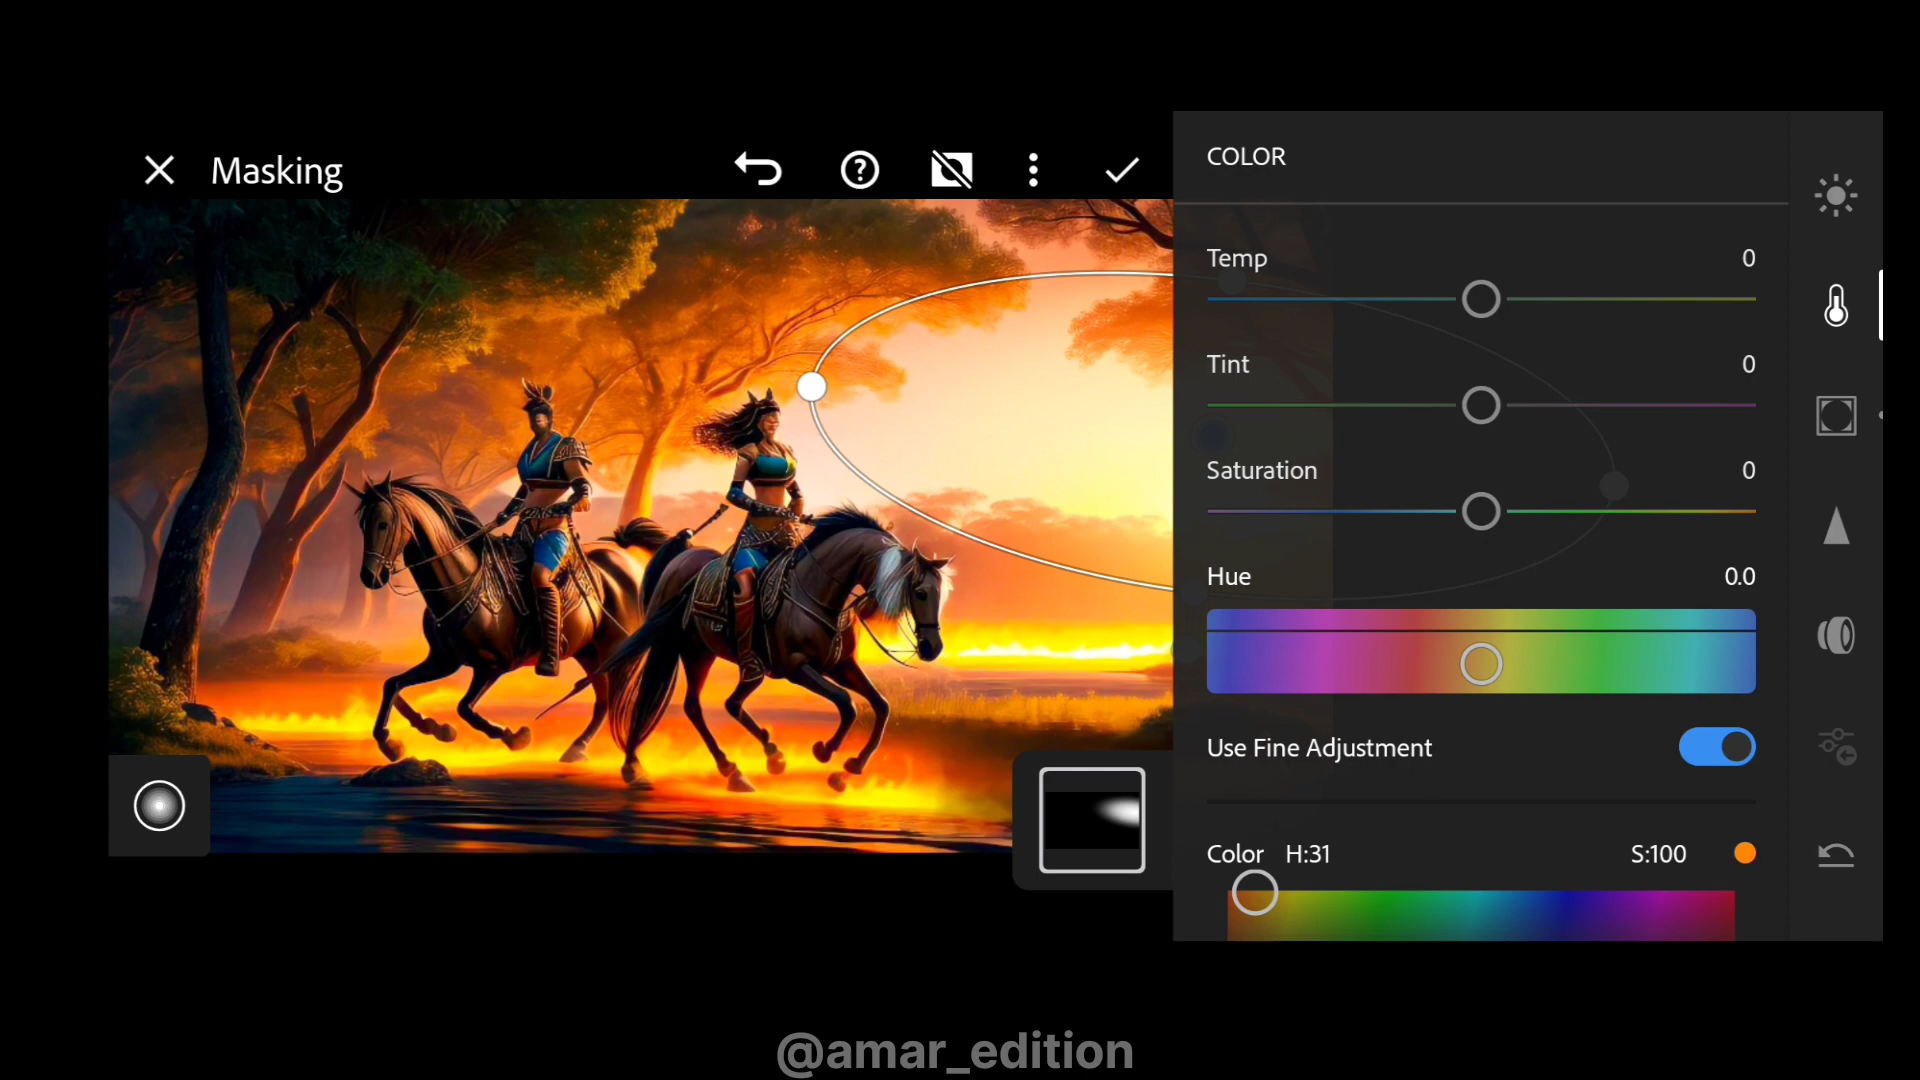 Masking
COLOR
Temp 0
Tint 0
Saturation 0
Hue 0.0
Use Fine Adjustment
Color H:31 S:100
@amar_edition